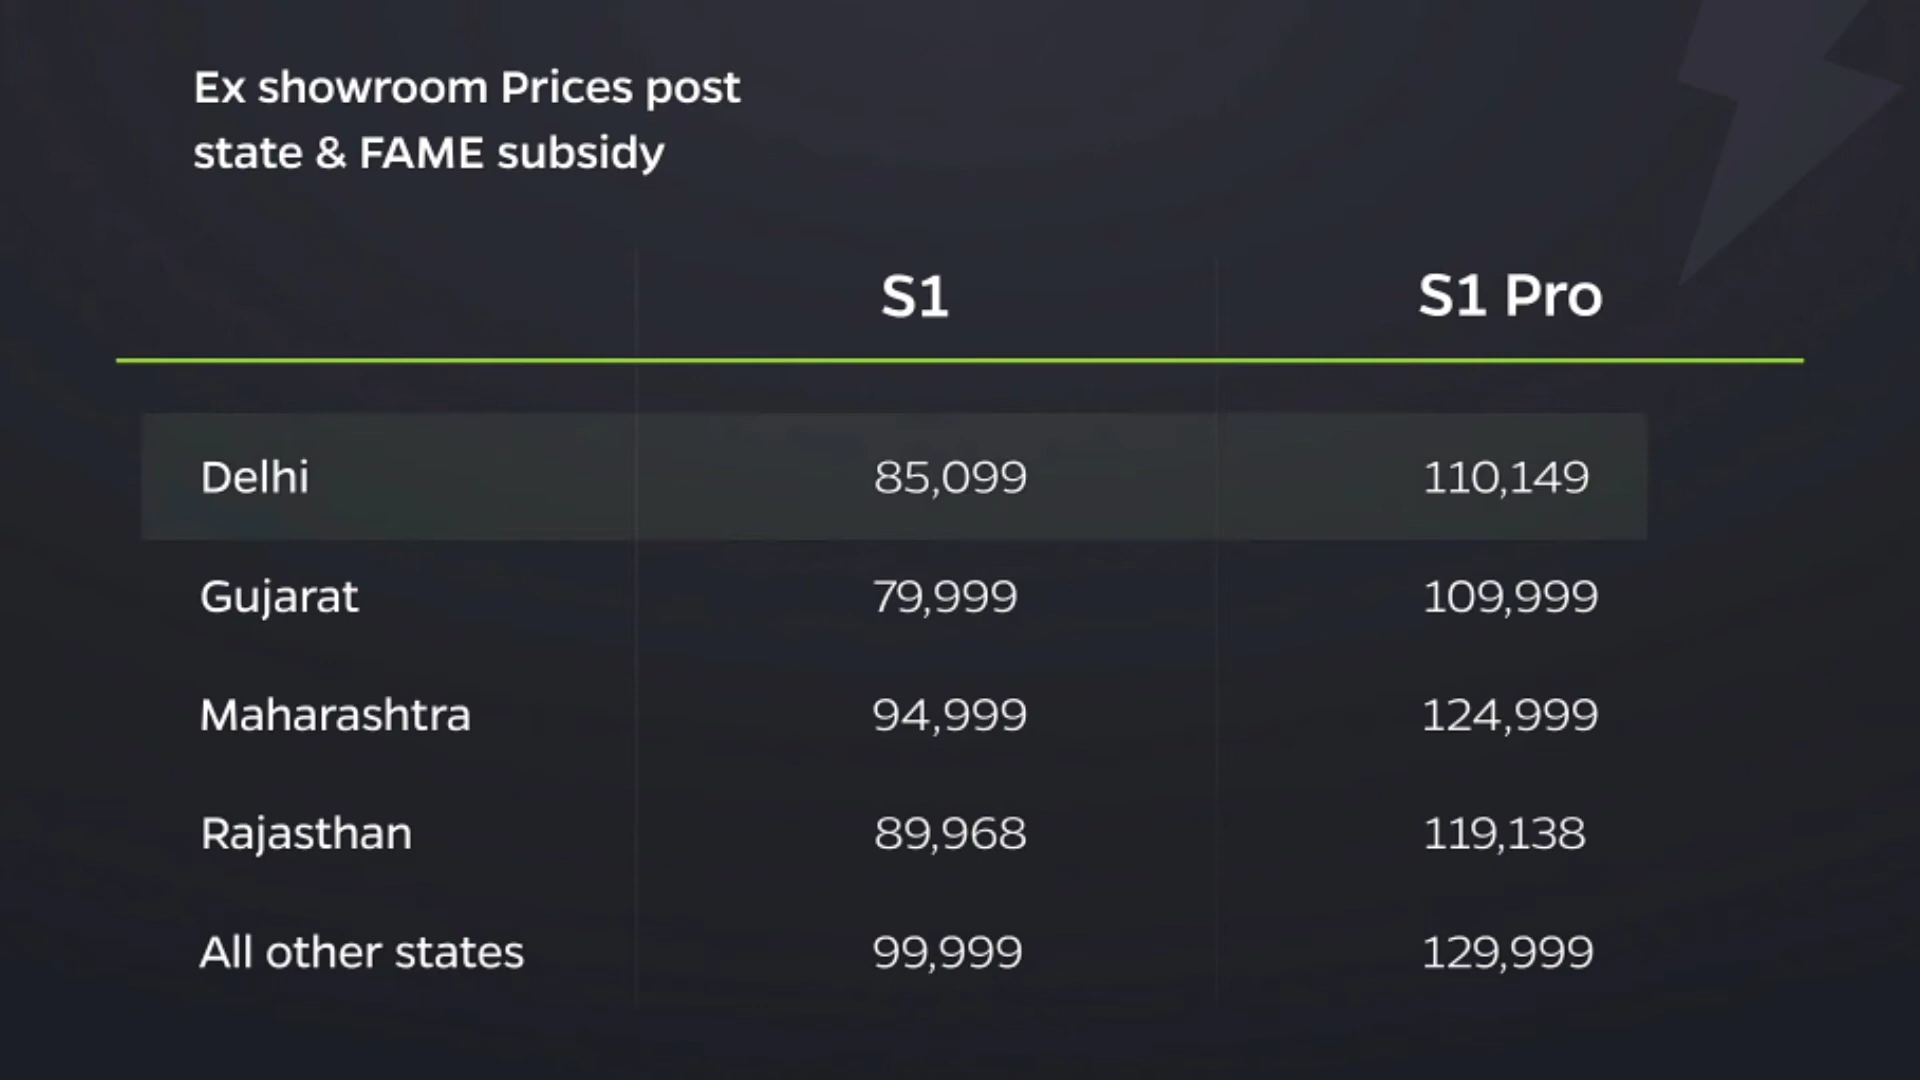 Ex showroom Prices post
state & FAME subsidy
S1 S1 Pro
Delhi 85,099 110,149
Gujarat 79,999 109,999
Maharashtra 94,999 124,999
Rajasthan 89,968 119,138
All other states 99,999 129,999